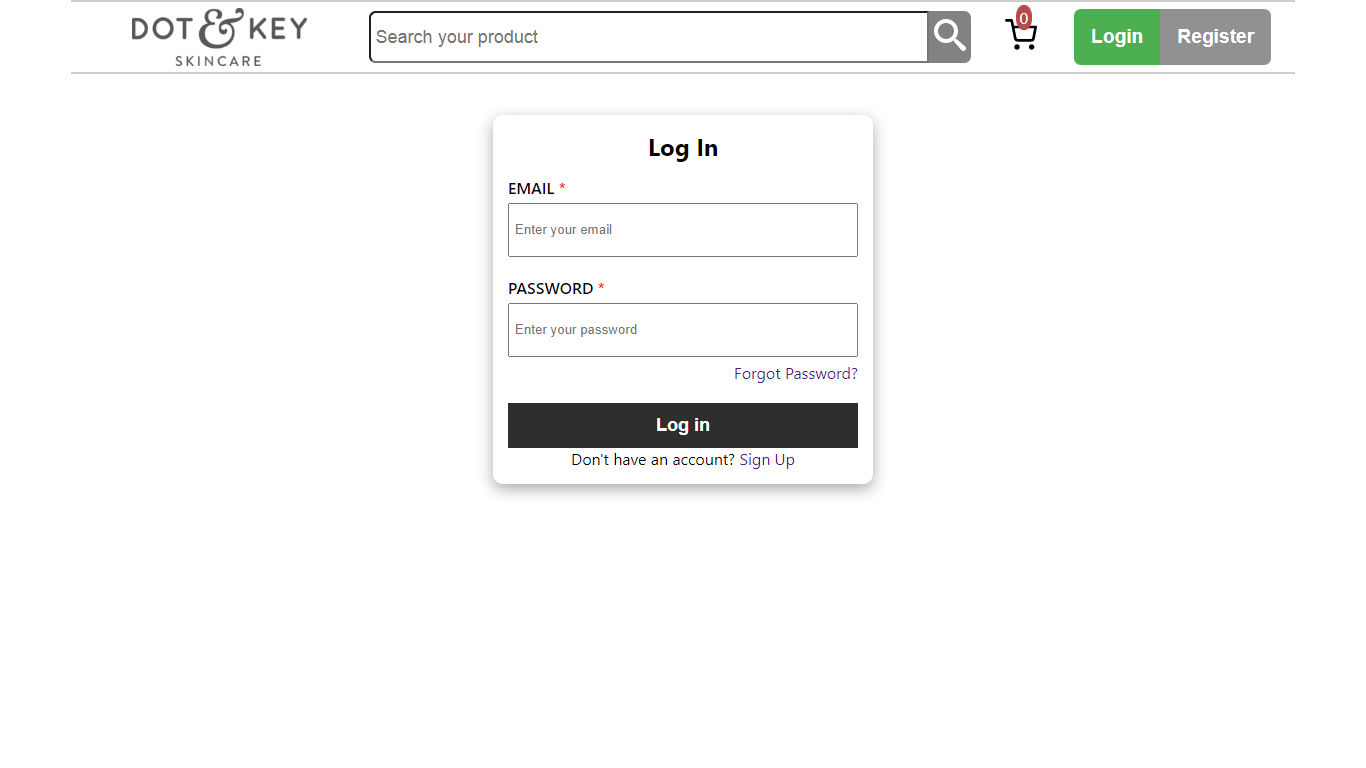 DOT & KEY
SKINCARE
Search your product
0
Login
Register
Log In
EMAIL *
Enter your email
PASSWORD *
Enter your password
Forgot Password?
Log in
Don't have an account? Sign Up